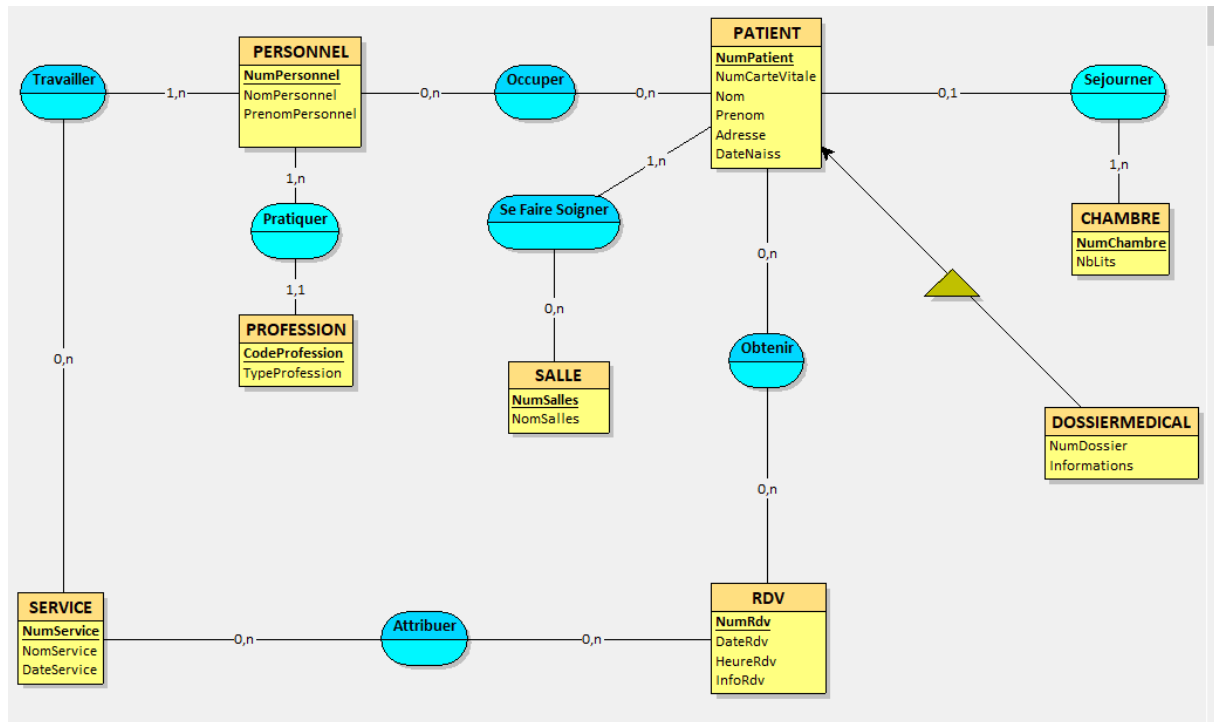 PATIENT
NumPatient
NumCarteVitale
Nom
Prenom
Adresse
DateNaiss
PERSONNEL
NumPersonnel
NomPersonnel
PrenomPersonnel
Travailler
1,n
0,n
Occuper
0,n
0,1
Sejourner
1,n
1,n
1,n
Pratiquer
Se Faire Soigner
CHAMBRE
NumChambre
NbLits
0,n
1,1
0,n
PROFESSION
CodeProfession
TypeProfession
0,n
Obtenir
SALLE
NumSalles
NomSalles
DOSSIERMEDICAL
NumDossier
Informations
0,n
SERVICE
NumService
NomService
DateService
0,n
Attribuer
0,n
RDV
NumRdv
DateRdv
HeureRdv
InfoRdv